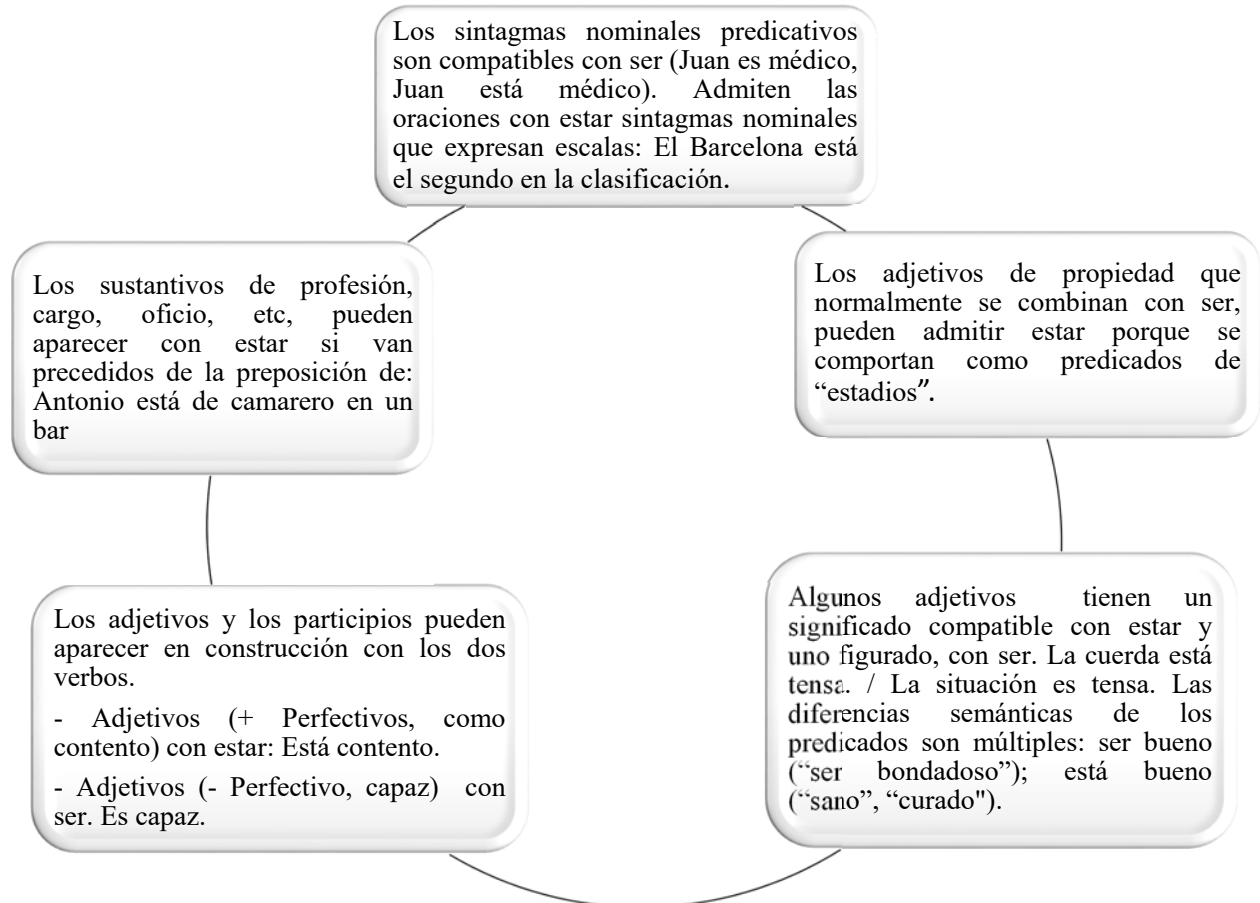 Los sintagmas nominales predicativos
son compatibles con ser (Juan es médico,
Juan está médico). Admiten las
oraciones con estar sintagmas nominales
que expresan escalas: El Barcelona está
el segundo en la clasificación.
Los adjetivos de propiedad que
normalmente se combinan con ser,
pueden admitir estar porque se
comportan como predicados de
“estadios”.
Algunos adjetivos tienen un
significado compatible con estar y
uno figurado, con ser. La cuerda está
tensa. / La situación es tensa. Las
diferencias semánticas de los
predicados son múltiples: ser bueno
(“ser bondadoso”); está bueno
(“sano”, “curado").
Los adjetivos y los participios pueden
aparecer en construcción con los dos
verbos.
- Adjetivos (+ Perfectivos, como
contento) con estar: Está contento.
- Adjetivos (- Perfectivo, capaz) con
ser. Es capaz.
Los sustantivos de profesión,
cargo, oficio, etc, pueden
aparecer con estar si van
precedidos de la preposición de:
Antonio está de camarero en un
bar